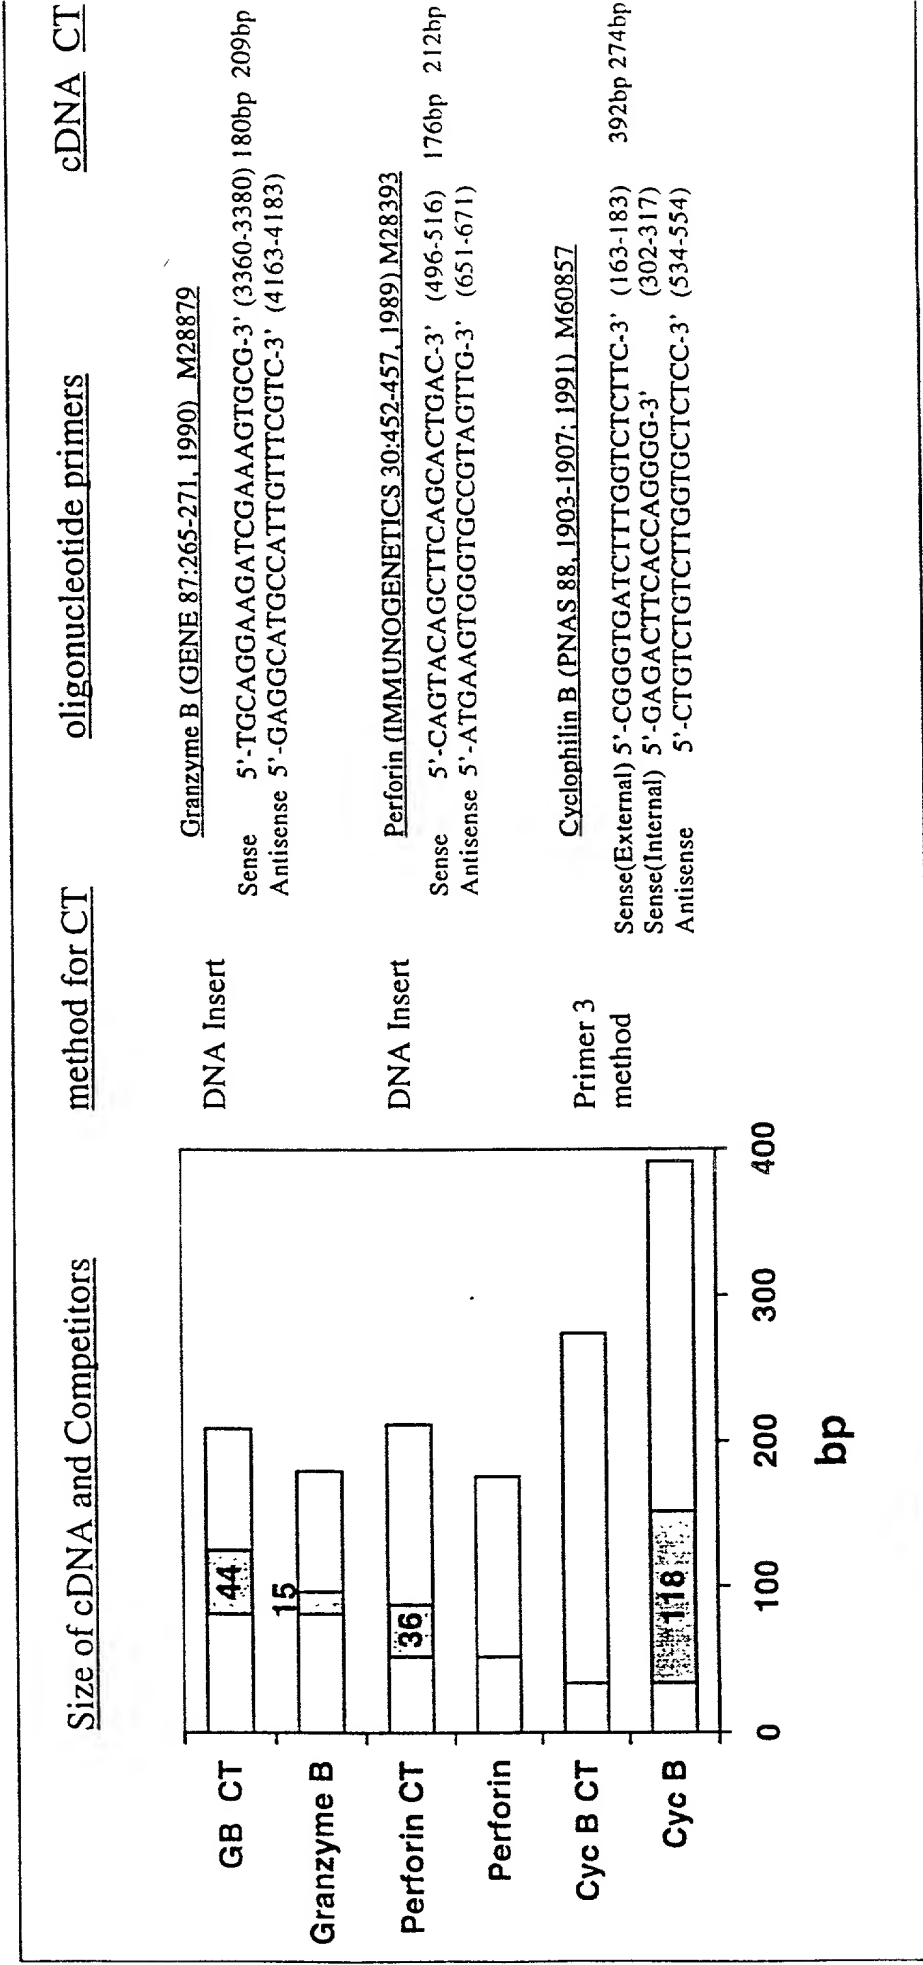 Size of cDNA and Competitors method for CT oligonucleotide primers cDNA CT
GB CT
Granzyme B
Perforin CT
Perforin
Cyc B CT
Cyc B
44
15
36
118
0 100 200 300 400
bp
DNA Insert
Granzyme B (GENE 87:265-271, 1990) M28879
Sense 5'-TGCAGGAAGATCGAAAGTGCG-3' (3360-3380) 180bp 209bp
Antisense 5'-GAGGCATGCCATTGTTTCGTC-3' (4163-4183)
DNA Insert
Perforin (IMMUNOGENETICS 30:452-457, 1989) M28393
Sense 5'-CAGTACAGCTTCAGCACTGAC-3' (496-516) 176bp 212bp
Antisense 5'-ATGAAGTGGGTGCCGTAGTTG-3' (651-671)
Primer 3
method
Cyclophilin B (PNAS 88, 1903-1907; 1991) M60857
Sense(External) 5'-CGGGTGATCTTTGGTCTCTTC-3' (163-183) 392bp 274bp
Sense(Internal) 5'-GAGACTTCACCAGGGG-3' (302-317)
Antisense 5'-CTGTCTGTCTTGGTGCTCTCC-3' (534-554)